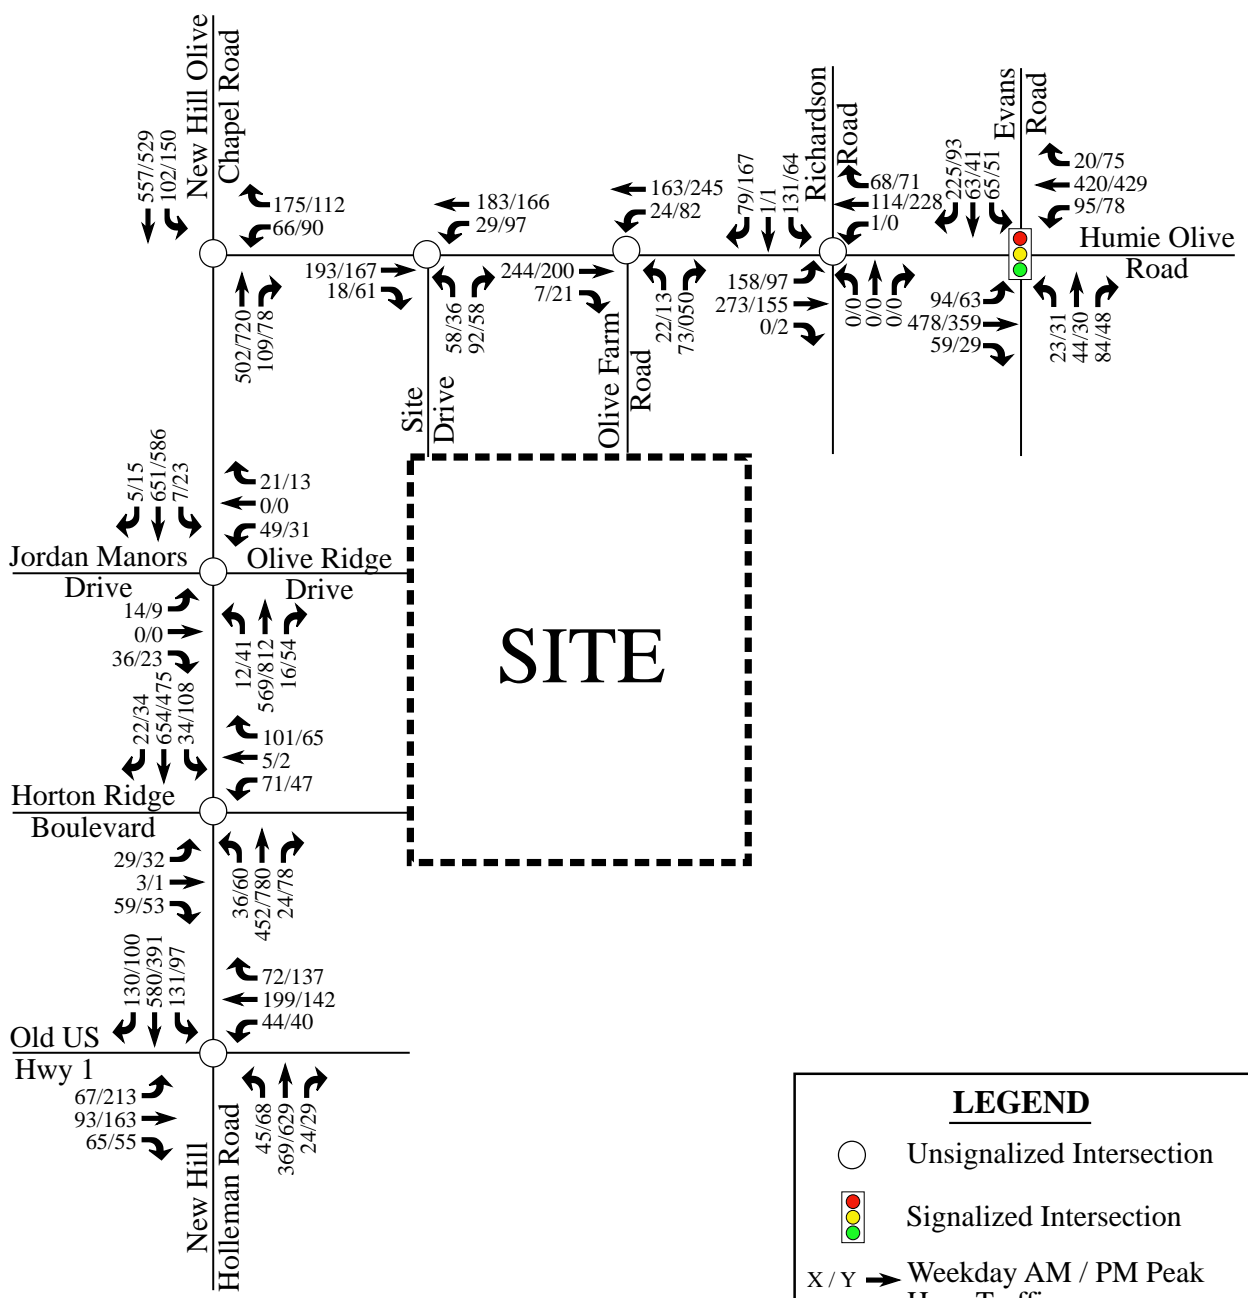 New Hill Olive
Chapel Road
557/529
102/150
175/112
66/90
502/720
109/78
183/166
29/97
193/167
18/61
58/36
92/58
Site
Drive
163/245
24/82
244/200
7/21
22/13
73/050
Olive Farm
Road
Richardson
Road
79/167
1/1
131/64
68/71
114/228
1/0
158/97
273/155
0/2
0/0
0/0
0/0
Evans
Road
225/93
63/41
65/51
20/75
420/429
95/78
Humie Olive
Road
94/63
478/359
59/29
23/31
44/30
84/48
5/15
651/586
7/23
21/13
0/0
49/31
Jordan Manors
Drive
Olive Ridge
Drive
14/9
0/0
36/23
12/41
569/812
16/54
SITE
22/34
654/475
34/108
101/65
5/2
71/47
Horton Ridge
Boulevard
29/32
3/1
59/53
36/60
452/780
24/78
130/100
580/391
131/97
72/137
199/142
44/40
Old US
Hwy 1
67/213
93/163
65/55
45/68
369/629
24/29
New Hill
Holleman Road
LEGEND
Unsignalized Intersection
Signalized Intersection
X / Y Weekday AM / PM Peak